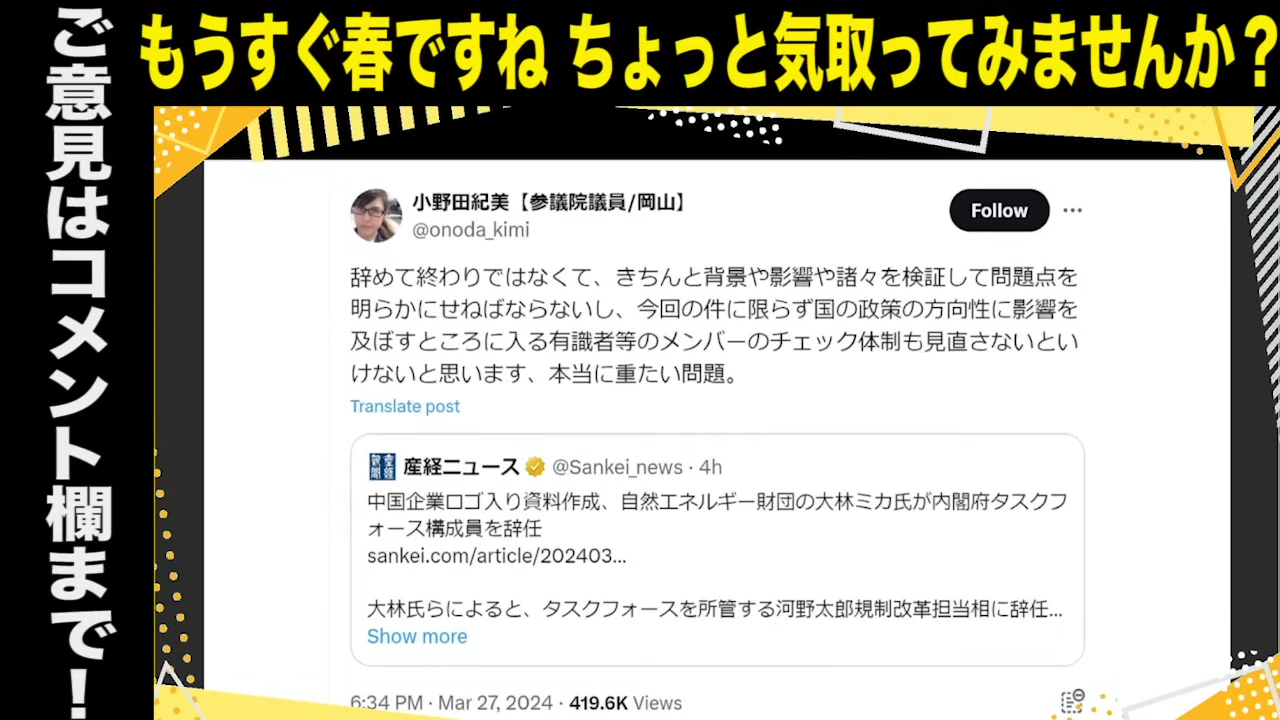 もうすぐ春ですね ちょっと気取ってみませんか?
ご意見はコメント欄まで!
小野田紀美【参議院議員/岡山】
@onoda_kimi
Follow
辞めて終わりではなくて、きちんと背景や影響や諸々を検証して問題点を
明らかにせねばならないし、今回の件に限らず国の政策の方向性に影響を
及ぼすところに入る有識者等のメンバーのチェック体制も見直さないとい
けないと思います、本当に重たい問題。
Translate post
産経ニュース @Sankei_news · 4h
中国企業ロゴ入り資料作成、自然エネルギー財団の大林ミカ氏が内閣府タスクフ
ォース構成員を辞任
sankei.com/article/202403...
大林氏らによると、タスクフォースを所管する河野太郎規制改革担当相に辞任...
Show more
6:34 PM · Mar 27, 2024 · 419.6K Views